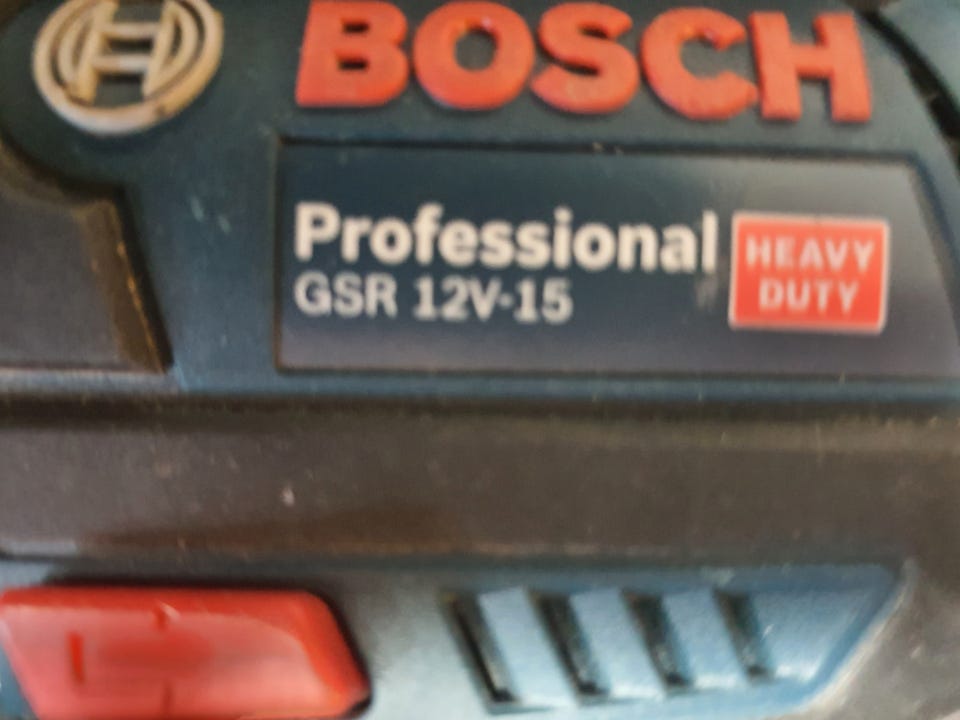 BOSCH
Professional
GSR 12V-15
HEAVY
DUTY